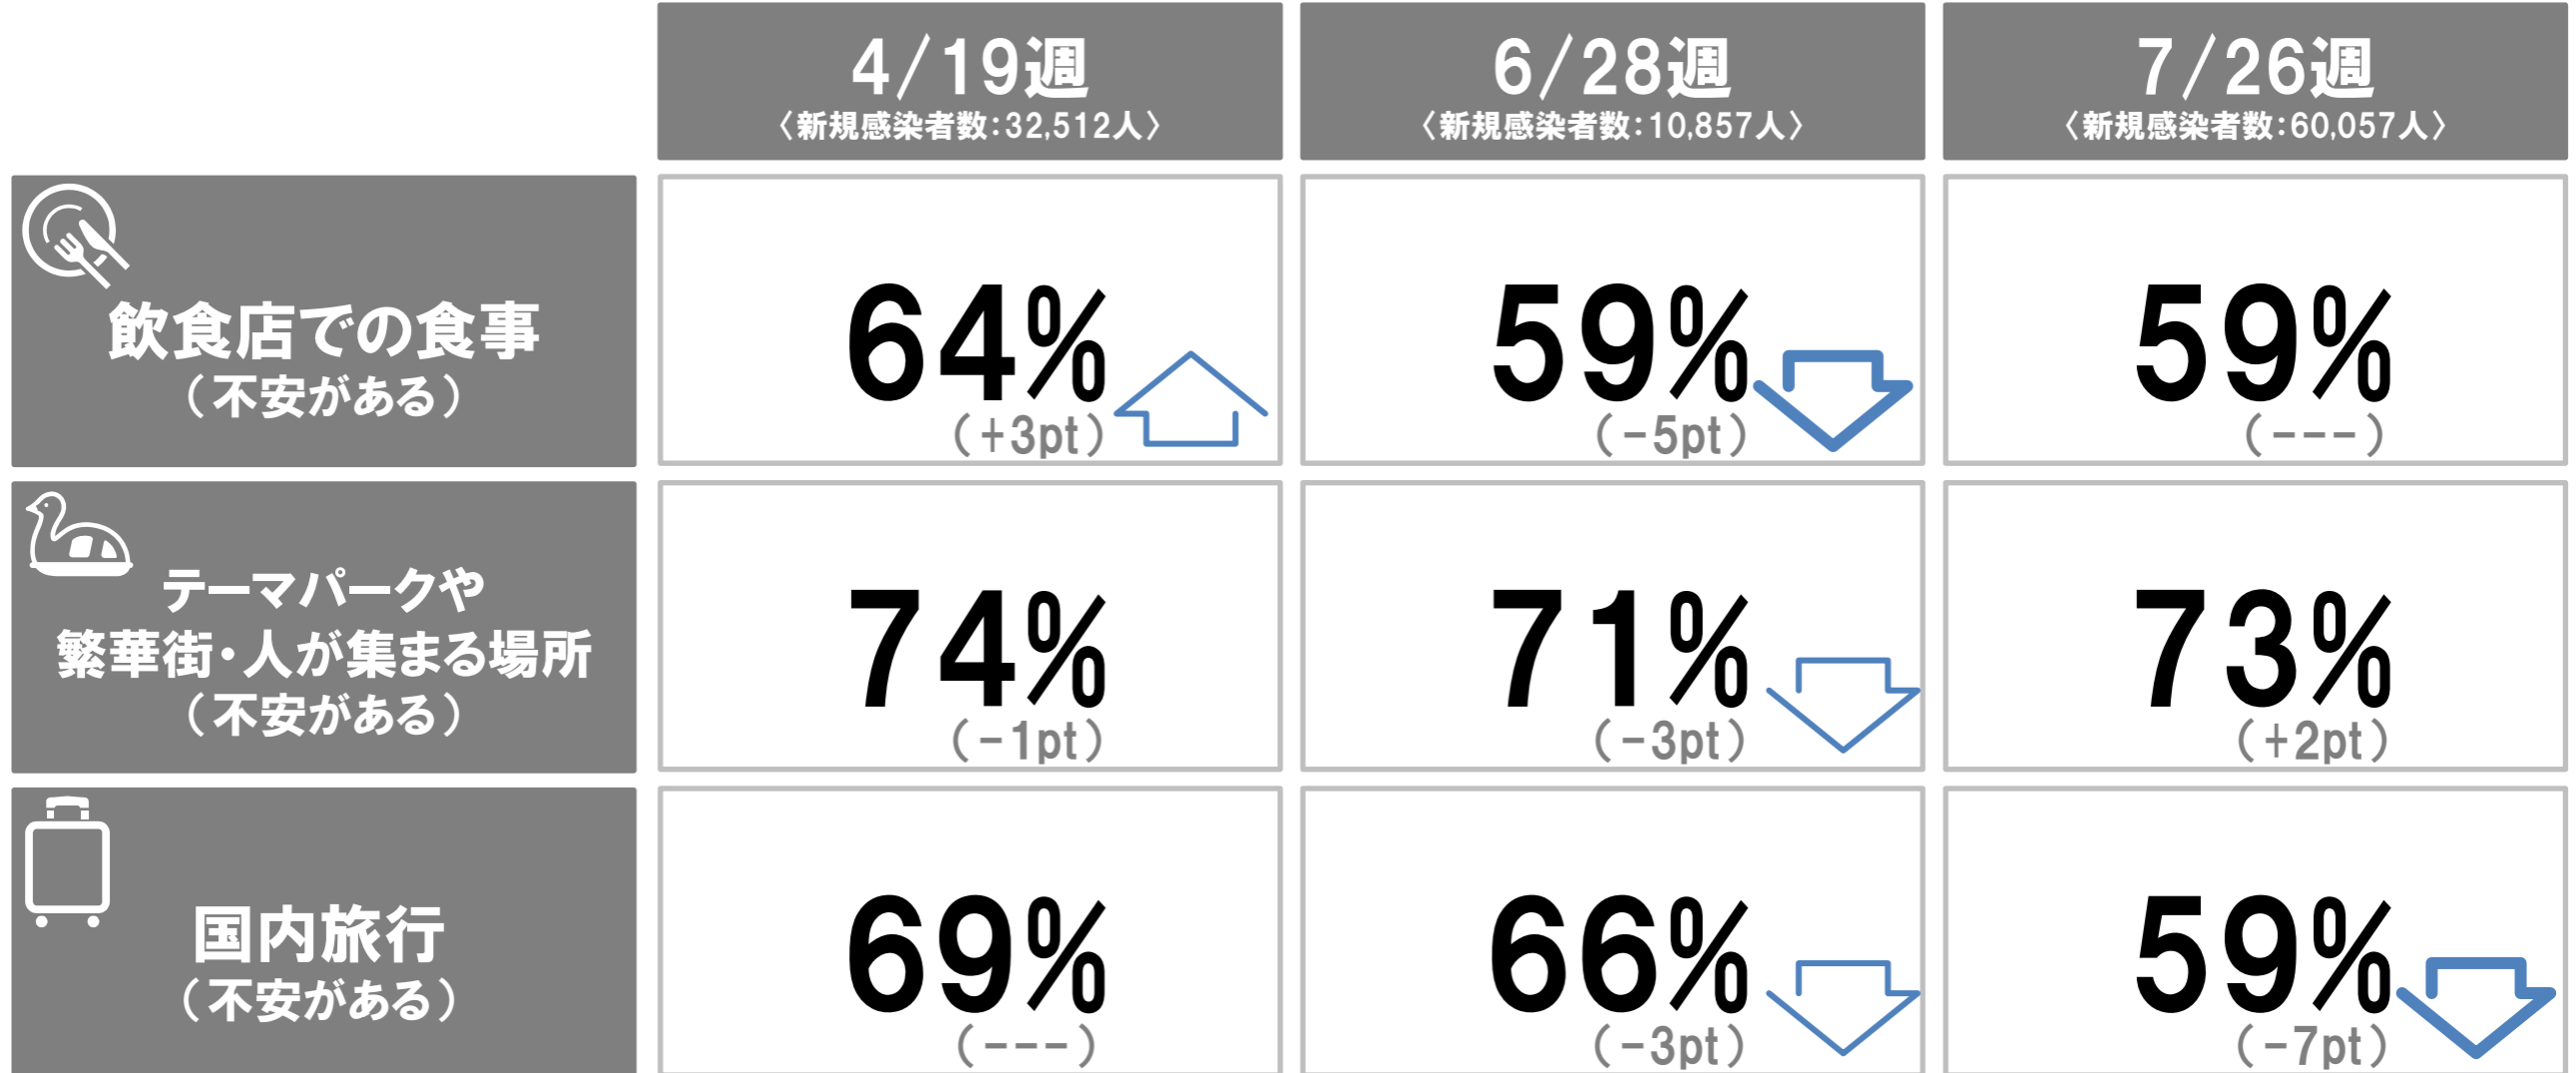 4/19週
〈新規感染者数:32,512人〉
6/28週
〈新規感染者数:10,857人〉
7/26週
〈新規感染者数:60,057人〉
飲食店での食事
(不安がある)
64%
(+3pt)
59%
(-5pt)
59%
(---)
テーマパークや
繁華街・人が集まる場所
(不安がある)
74%
(-1pt)
71%
(-3pt)
73%
(+2pt)
国内旅行
(不安がある)
69%
(---)
66%
(-3pt)
59%
(-7pt)